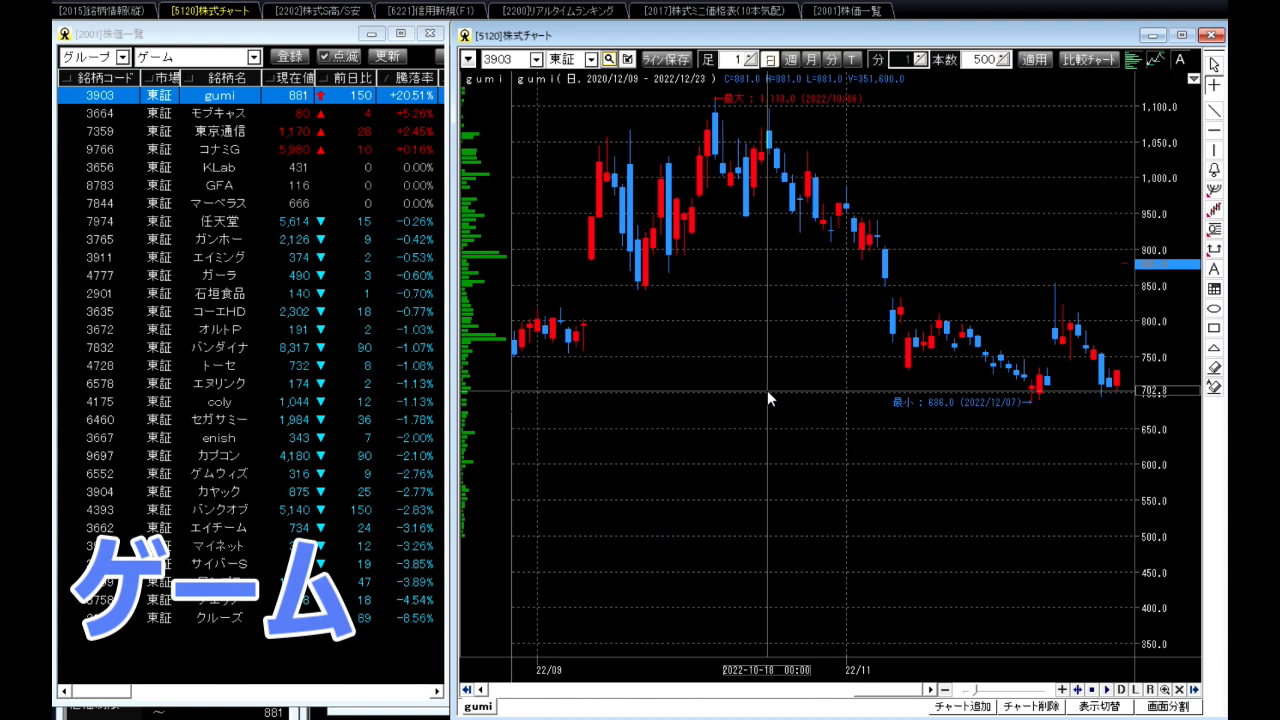 [2015]銘柄情報(縦)
[5120]株式チャート
[2202]株式S高/S安
[6221]信用新規(F1)
[2200]リアルタイムランキング
[2017]株式ミニ価格表(10本気配)
[2001]株価一覧
[2001]株価一覧
グループ ゲーム 登録 点滅 更新
銘柄コード 市場 銘柄名 現在値 前日比 騰落率
3903 東証 gumi 881 ↑ 150 +20.51%
3664 東証 モブキャス 80 ▲ 4 +5.26%
7359 東証 東京通信 1,170 ▲ 28 +2.45%
9766 東証 コナミG 5,980 ▲ 10 +0.16%
3656 東証 KLab 431 0 0.00%
8783 東証 GFA 116 0 0.00%
7844 東証 マーベラス 666 0 0.00%
7974 東証 任天堂 5,614 ▼ 15 -0.26%
3765 東証 ガンホー 2,126 ▼ 9 -0.42%
3911 東証 エイミング 374 ▼ 2 -0.53%
4777 東証 ガーラ 490 ▼ 3 -0.60%
2901 東証 石垣食品 140 ▼ 1 -0.70%
3635 東証 コーエHD 2,302 ▼ 18 -0.77%
3672 東証 オルトP 191 ▼ 2 -1.03%
7832 東証 バンダイナ 8,317 ▼ 90 -1.07%
4728 東証 トーセ 732 ▼ 8 -1.08%
6578 東証 エヌリンク 174 ▼ 2 -1.13%
4175 東証 coly 1,044 ▼ 12 -1.13%
6460 東証 セガサミー 1,984 ▼ 36 -1.78%
3667 東証 enish 343 ▼ 7 -2.00%
9697 東証 カプコン 4,180 ▼ 90 -2.10%
6552 東証 ゲムウィズ 316 ▼ 9 -2.76%
3904 東証 カヤック 875 ▼ 25 -2.77%
4393 東証 バンクオブ 5,140 ▼ 150 -2.83%
3662 東証 エイチーム 734 ▼ 24 -3.16%
マイネット 12 -3.26%
サイバーS ▼ 19 -3.85%
47 -3.89%
3758 18 -4.54%
東証 クルーズ 89 -8.56%
ゲーム
881
[5120]株式チャート
3903 東証 ライン保存 足 1 日 週 月 分 T 分 1 本数 500 適用 比較チャート A
gumi gumi(日. 2020/12/09 - 2022/12/23 ) C=881.0 H=881.0 L=881.0 V=351,600.0
←最大 : 1,110.0 (2022/10/06)
最小 : 686.0 (2022/12/07)→
1,100.0
1,050.0
1,000.0
950.0
900.0
850.0
800.0
750.0
702.3
650.0
600.0
550.0
500.0
450.0
400.0
350.0
22/09 2022-10-18 00:00 22/11
D L R
gumi
チャート追加 チャート削除 表示切替 画面分割